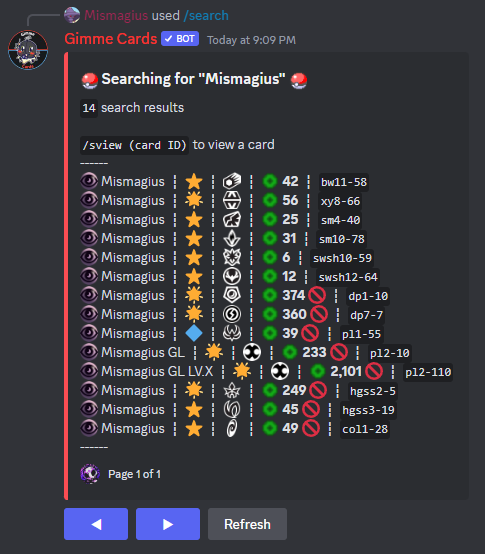 Mismagius used /search
Gimme Cards ✓ BOT Today at 9:09 PM
Searching for "Mismagius"
14 search results
/sview (card ID) to view a card
------
Mismagius | | | 42 | bw11-58
Mismagius | | | 56 | xy8-66
Mismagius | | | 25 | sm4-40
Mismagius | | | 31 | sm10-78
Mismagius | | | 6 | swsh10-59
Mismagius | | | 12 | swsh12-64
Mismagius | | | 374 | dp1-10
Mismagius | | | 360 | dp7-7
Mismagius | | | 39 | pl1-55
Mismagius GL | | | 233 | pl2-10
Mismagius GL LV.X | | | 2,101 | pl2-110
Mismagius | | | 249 | hgss2-5
Mismagius | | | 45 | hgss3-19
Mismagius | | | 49 | col1-28
------
Page 1 of 1
Refresh